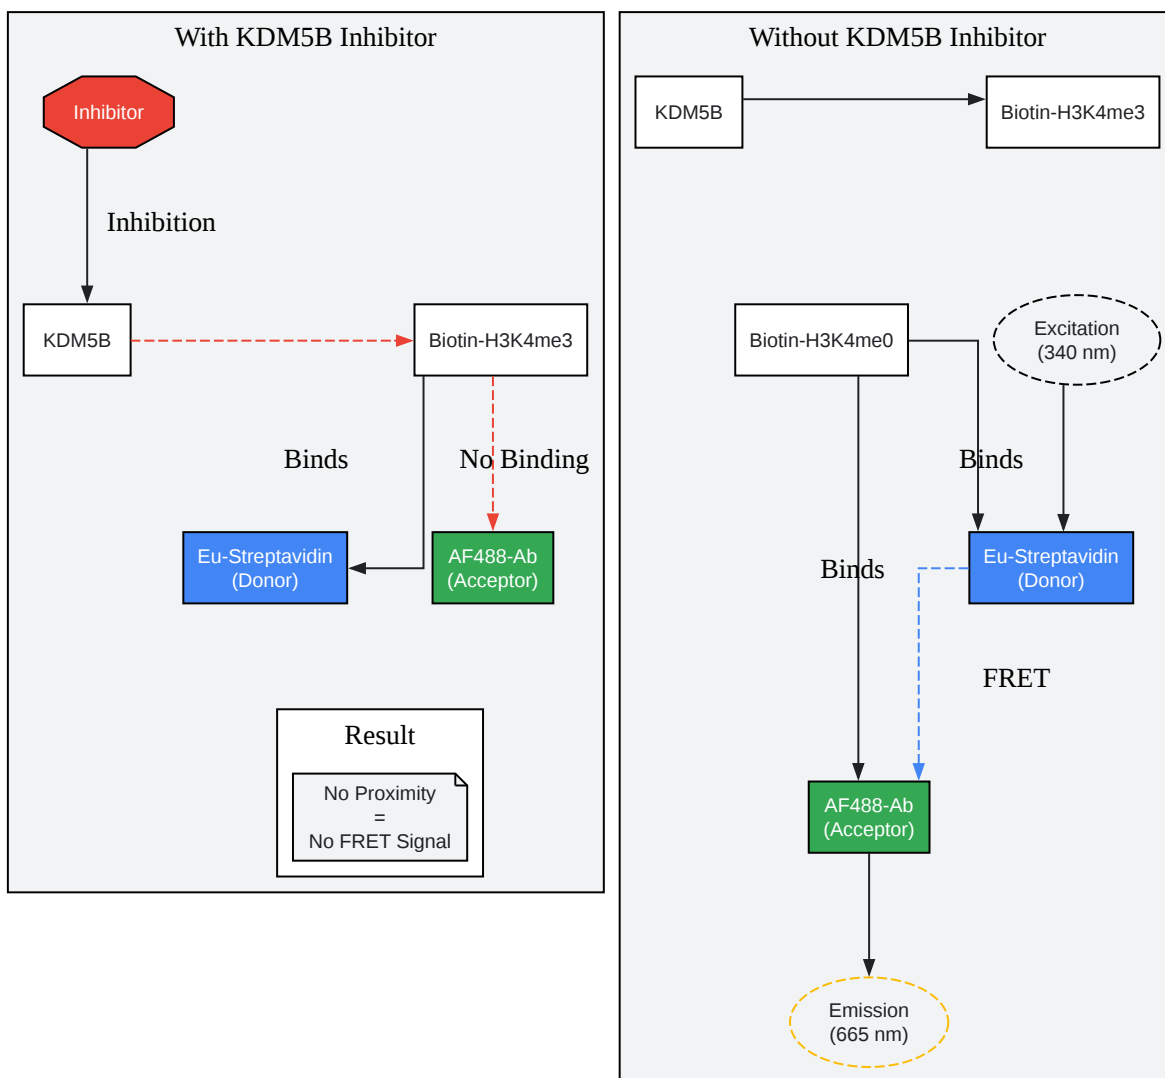 With KDM5B Inhibitor
Inhibitor
Inhibition
KDM5B
Biotin-H3K4me3
Binds
No Binding
Eu-Streptavidin
(Donor)
AF488-Ab
(Acceptor)
Result
No Proximity
=
No FRET Signal
Without KDM5B Inhibitor
KDM5B
Biotin-H3K4me3
Biotin-H3K4me0
Excitation
(340 nm)
Binds
Binds
Eu-Streptavidin
(Donor)
FRET
AF488-Ab
(Acceptor)
Emission
(665 nm)